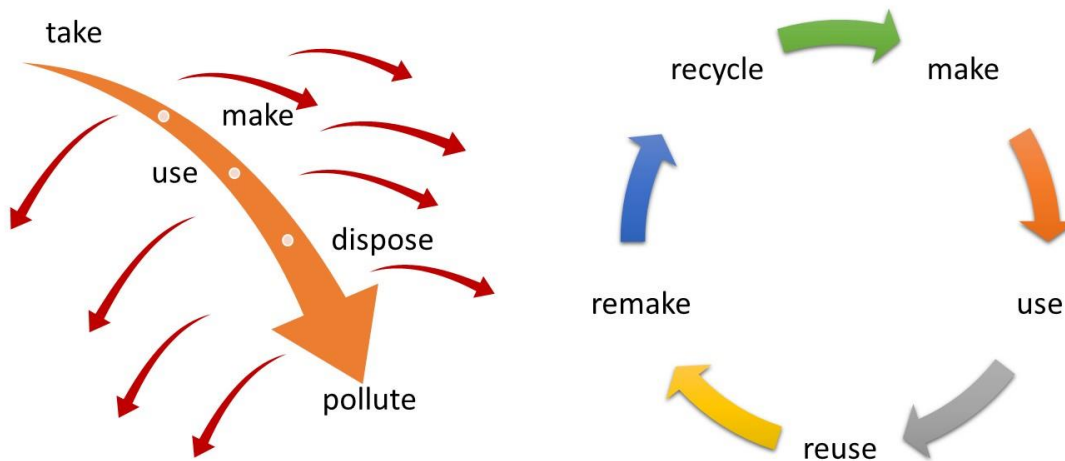 take
make
use
dispose
pollute
recycle
make
use
reuse
remake